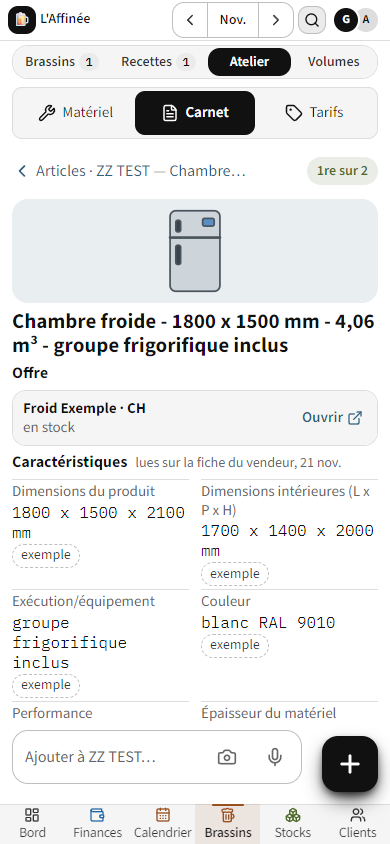 L'Affinée
Nov.
G
A
Brassins 1
Recettes 1
Atelier
Volumes
Matériel
Carnet
Tarifs
Articles · ZZ TEST — Chambre…
1re sur 2
Chambre froide - 1800 x 1500 mm - 4,06
m³ - groupe frigorifique inclus
Offre
Froid Exemple · CH
en stock
Ouvrir
Caractéristiques lues sur la fiche du vendeur, 21 nov.
Dimensions du produit
1800 x 1500 x 2100
mm
exemple
Dimensions intérieures (L x
P x H)
1700 x 1400 x 2000
mm
exemple
Exécution/équipement
groupe
frigorifique
inclus
exemple
Couleur
blanc RAL 9010
exemple
Performance
Épaisseur du matériel
Ajouter à ZZ TEST…
Bord
Finances
Calendrier
Brassins
Stocks
Clients